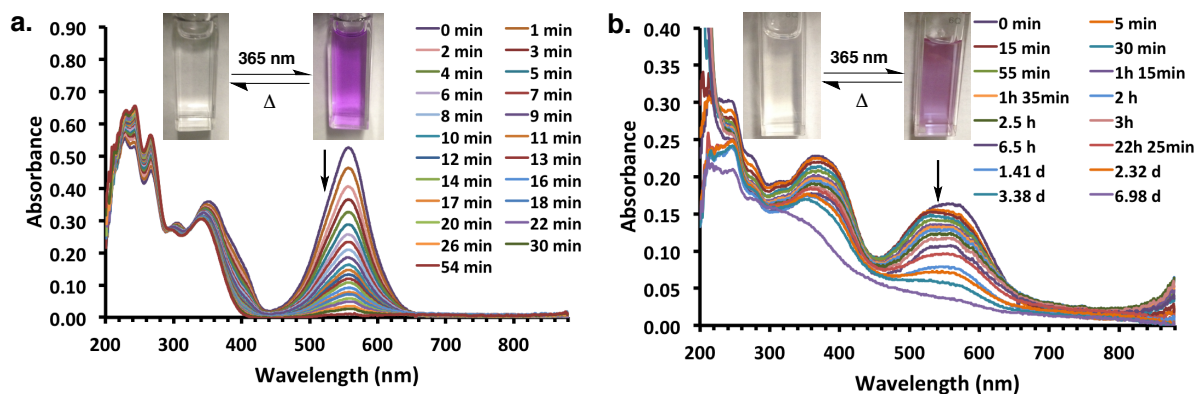 a.
Absorbance
0.90
0.80
0.70
0.60
0.50
0.40
0.30
0.20
0.10
0.00
200 300 400 500 600 700 800
Wavelength (nm)
365 nm
Δ
0 min 1 min
2 min 3 min
4 min 5 min
6 min 7 min
8 min 9 min
10 min 11 min
12 min 13 min
14 min 16 min
17 min 18 min
20 min 22 min
26 min 30 min
54 min
b.
Absorbance
0.40
0.35
0.30
0.25
0.20
0.15
0.10
0.05
0.00
200 300 400 500 600 700 800
Wavelength (nm)
365 nm
Δ
0 min 5 min
15 min 30 min
55 min 1h 15min
1h 35min 2 h
2.5 h 3h
6.5 h 22h 25min
1.41 d 2.32 d
3.38 d 6.98 d